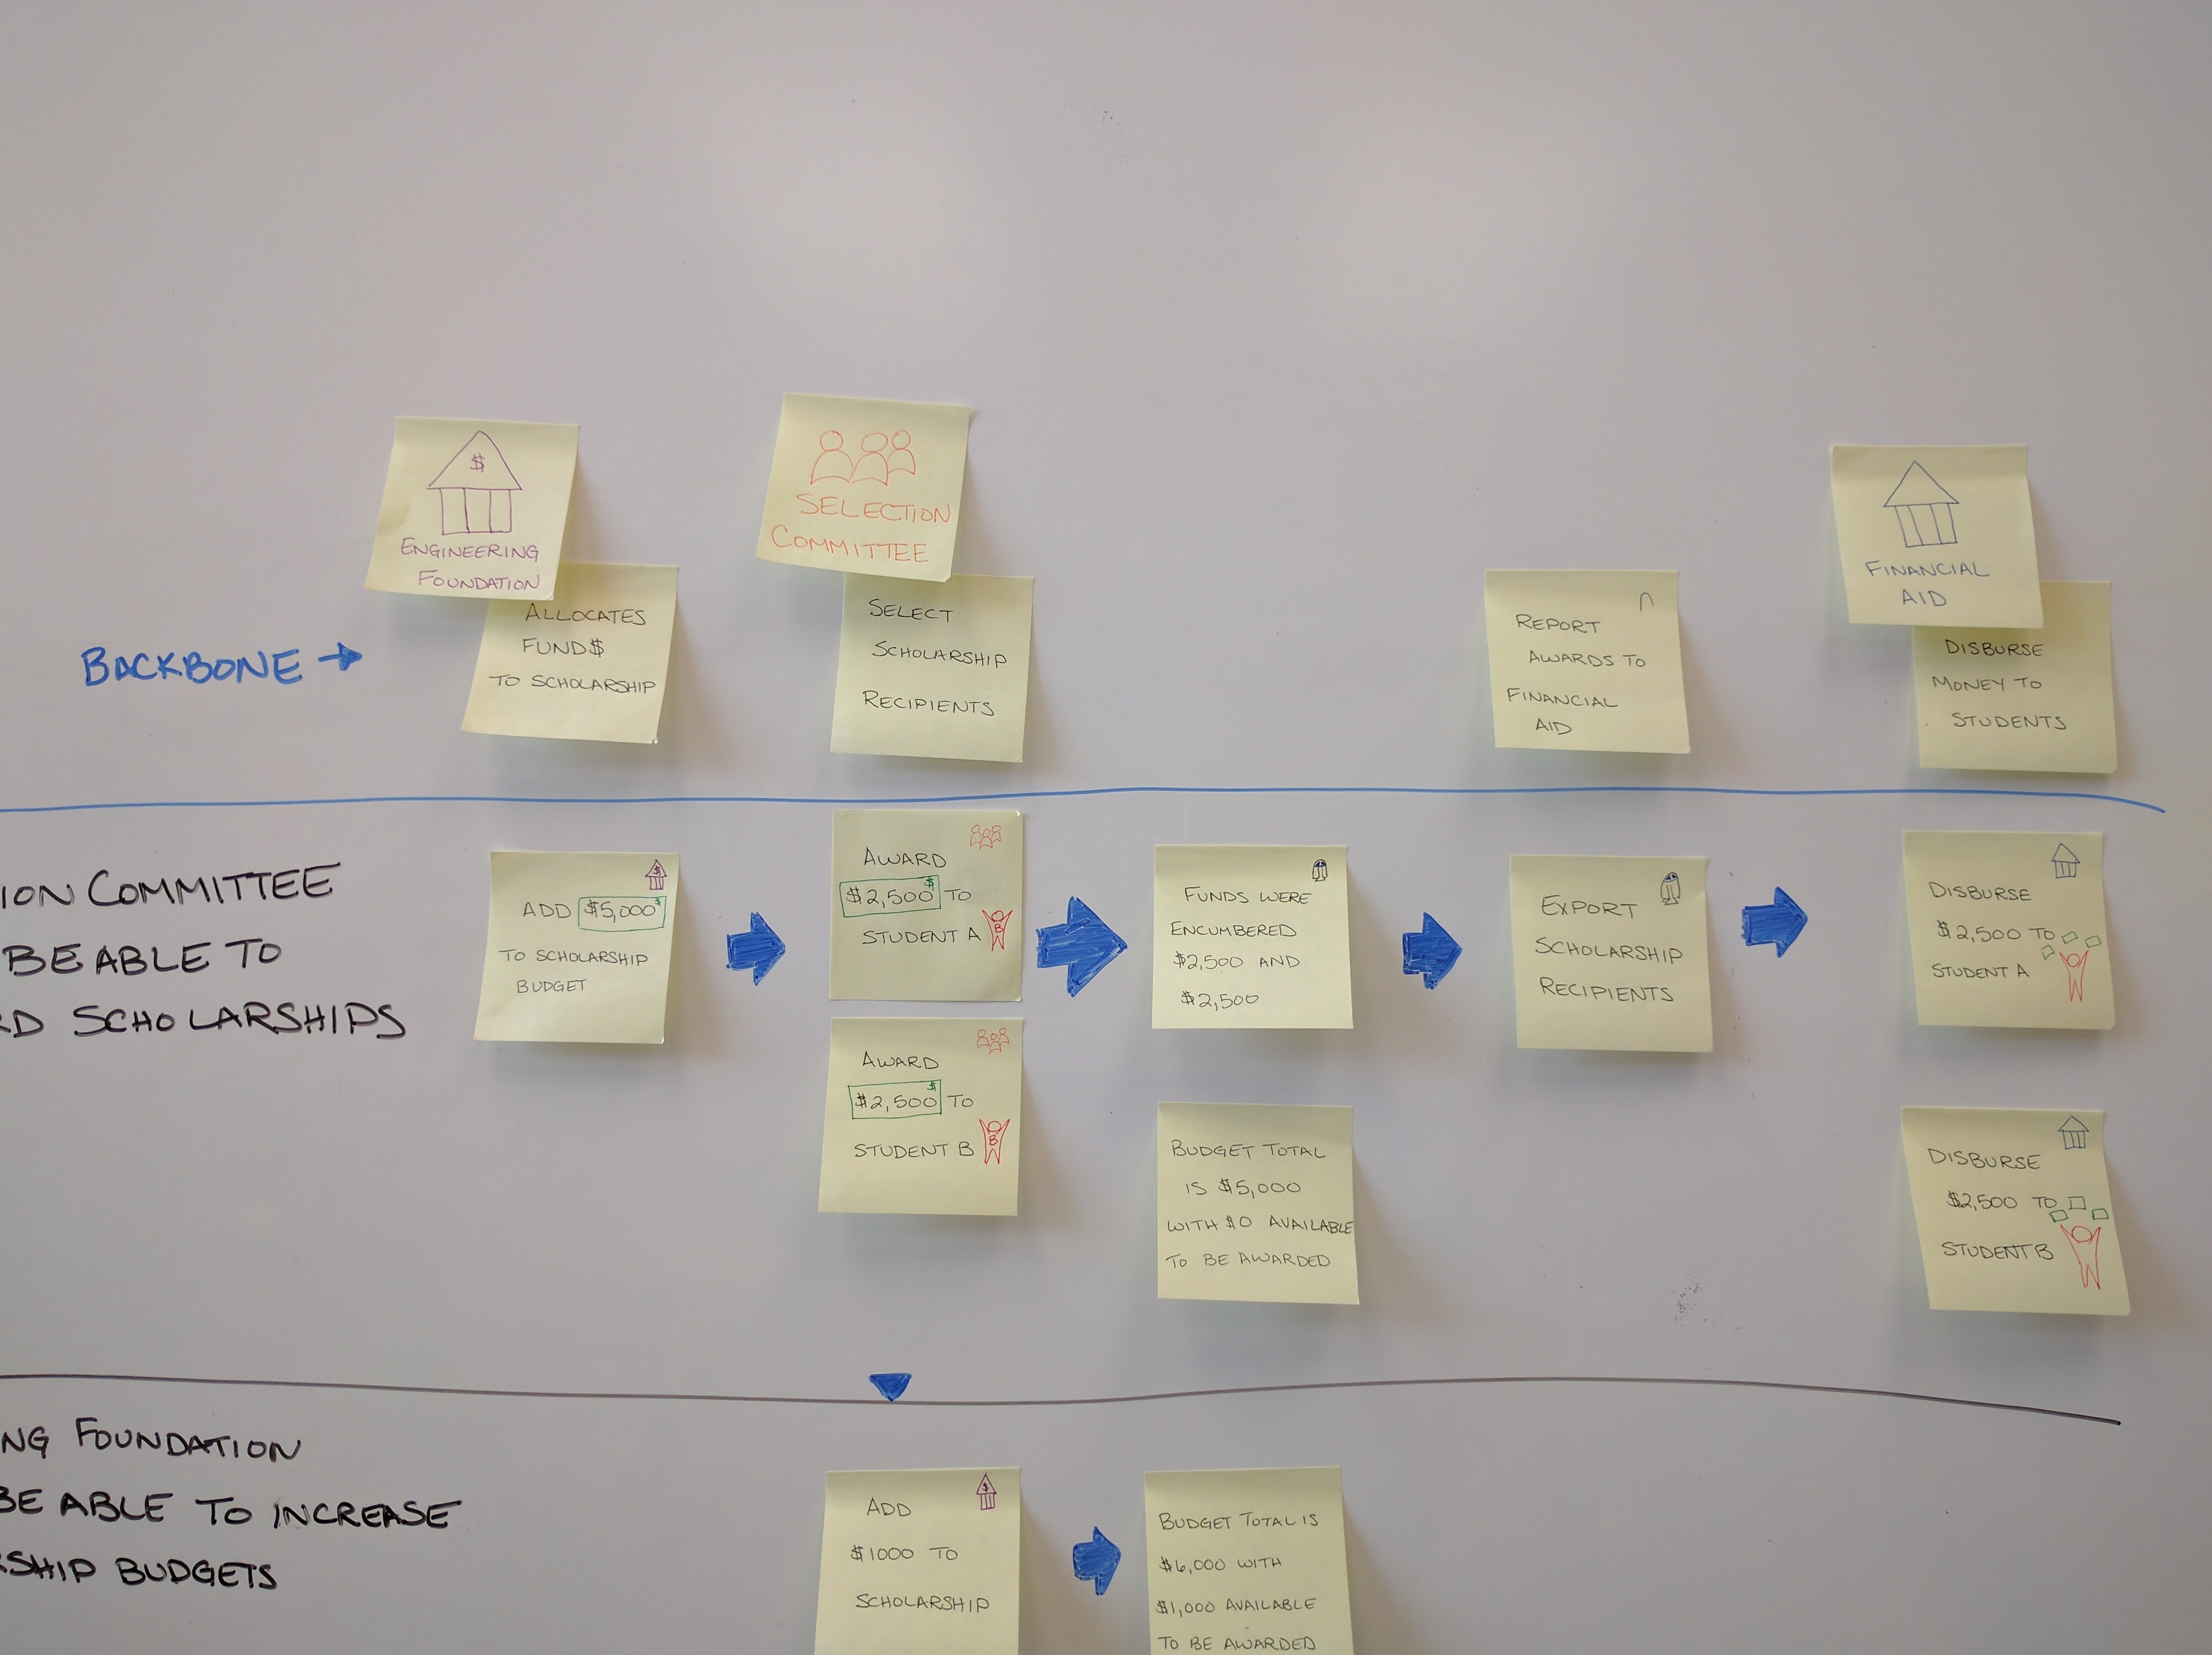 $
ENGINEERING
FOUNDATION
ALLOCATES
FUND$
TO SCHOLARSHIP
SELECTION
COMMITTEE
SELECT
SCHOLARSHIP
RECIPIENTS
REPORT
AWARDS TO
FINANCIAL
AID
FINANCIAL
AID
DISBURSE
MONEY TO
STUDENTS
BACKBONE →
ION COMMITTEE
BE ABLE TO
RD SCHOLARSHIPS
$
ADD $5,000 $
TO SCHOLARSHIP
BUDGET
AWARD
$2,500 $ TO
STUDENT A B
AWARD
$2,500 $ TO
STUDENT B B
FUNDS WERE
ENCUMBERED
$2,500 AND
$2,500
BUDGET TOTAL
IS $5,000
WITH $0 AVAILABLE
TO BE AWARDED
EXPORT
SCHOLARSHIP
RECIPIENTS
DISBURSE
$2,500 TO
STUDENT A
DISBURSE
$2,500 TO
STUDENT B
NG FOUNDATION
BE ABLE TO INCREASE
RSHIP BUDGETS
$
ADD
$1000 TO
SCHOLARSHIP
BUDGET TOTAL IS
$6,000 WITH
$1,000 AVAILABLE
TO BE AWARDED